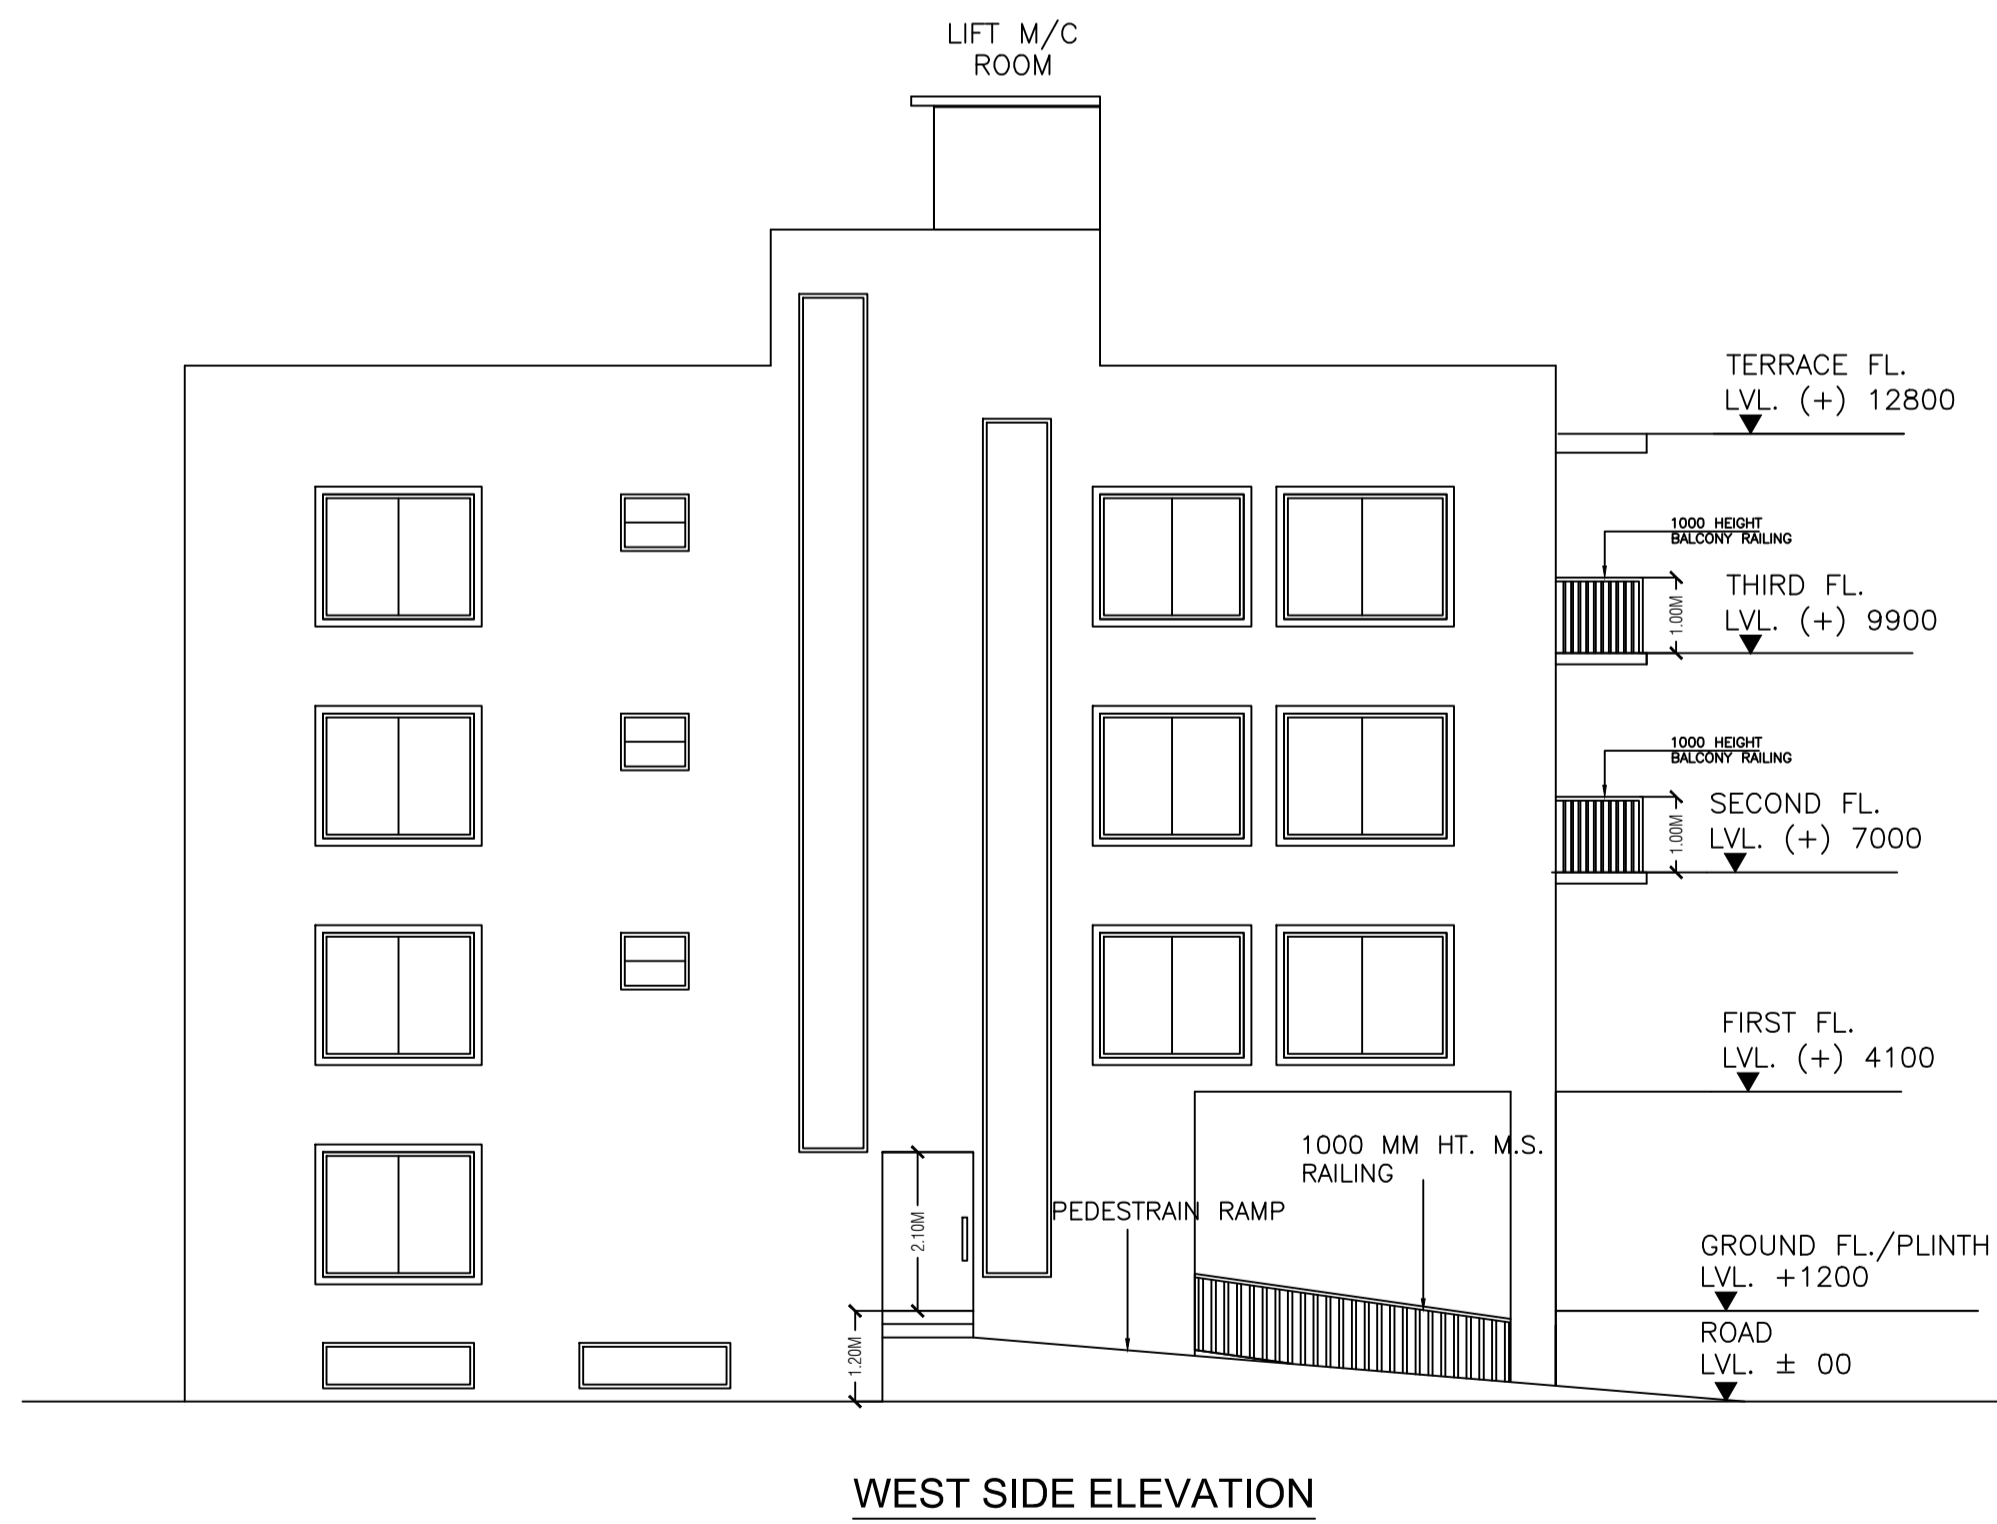 LIFT M/C
ROOM
TERRACE FL.
LVL. (+) 12800
1000 HEIGHT
BALCONY RAILING
THIRD FL.
LVL. (+) 9900
1.00M
1000 HEIGHT
BALCONY RAILING
SECOND FL.
LVL. (+) 7000
1.00M
FIRST FL.
LVL. (+) 4100
1000 MM HT. M.S.
RAILING
PEDESTRAIN RAMP
2.10M
GROUND FL./PLINTH
LVL. +1200
ROAD
LVL. ± 00
1.20M
WEST SIDE ELEVATION